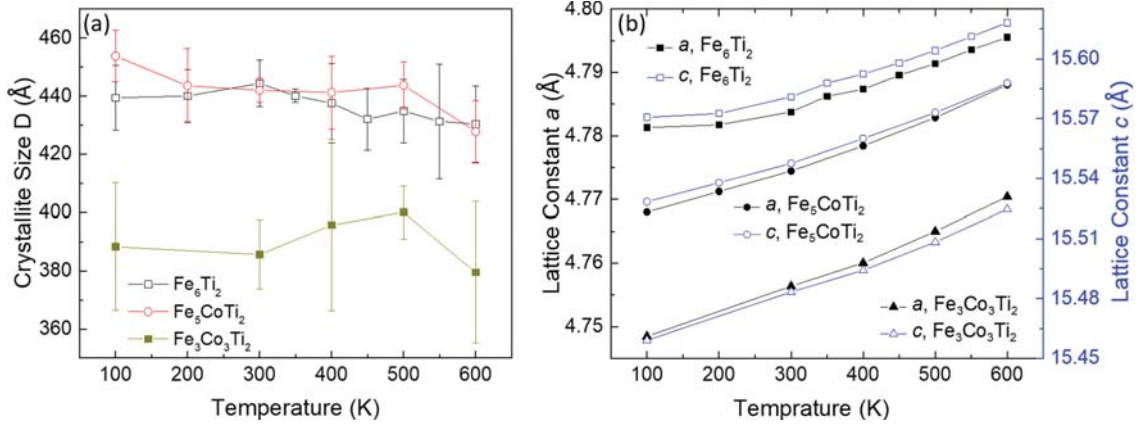 (a)
460
440
420
400
380
360
Crystallite Size D (Å)
Fe₆Ti₂
Fe₅CoTi₂
Fe₃Co₃Ti₂
100 200 300 400 500 600
Temperature (K)
(b)
4.80
4.79
4.78
4.77
4.76
4.75
Lattice Constant a (Å)
a, Fe₆Ti₂
c, Fe₆Ti₂
a, Fe₅CoTi₂
c, Fe₅CoTi₂
a, Fe₃Co₃Ti₂
c, Fe₃Co₃Ti₂
15.60
15.57
15.54
15.51
15.48
15.45
Lattice Constant c (Å)
100 200 300 400 500 600
Temprature (K)